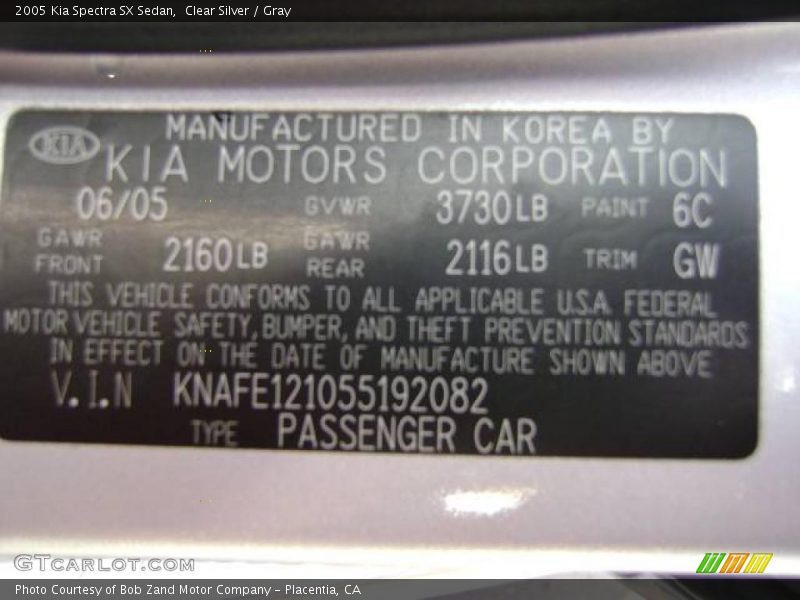 2005 Kia Spectra SX Sedan,  Clear Silver / Gray
MANUFACTURED IN KOREA BY
KIA KIA MOTORS CORPORATION
06/05 GVWR 3730LB PAINT 6C
GAWR FRONT 2160LB GAWR REAR 2116LB TRIM GW
THIS VEHICLE CONFORMS TO ALL APPLICABLE U.S.A. FEDERAL
MOTOR VEHICLE SAFETY, BUMPER, AND THEFT PREVENTION STANDARDS
IN EFFECT ON THE DATE OF MANUFACTURE SHOWN ABOVE
V.I.N KNAFE121055192082
TYPE PASSENGER CAR
GTCarLot.com
Photo Courtesy of Bob Zand Motor Company - Placentia, CA